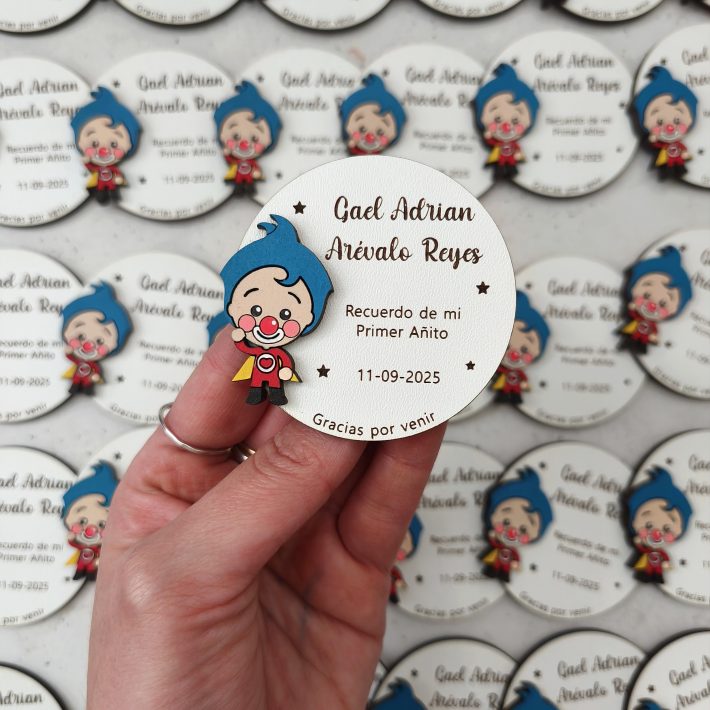 Gael Adrian
Arévalo Reyes
Recuerdo de mi
Primer Añito
11-09-2025
Gracias por venir